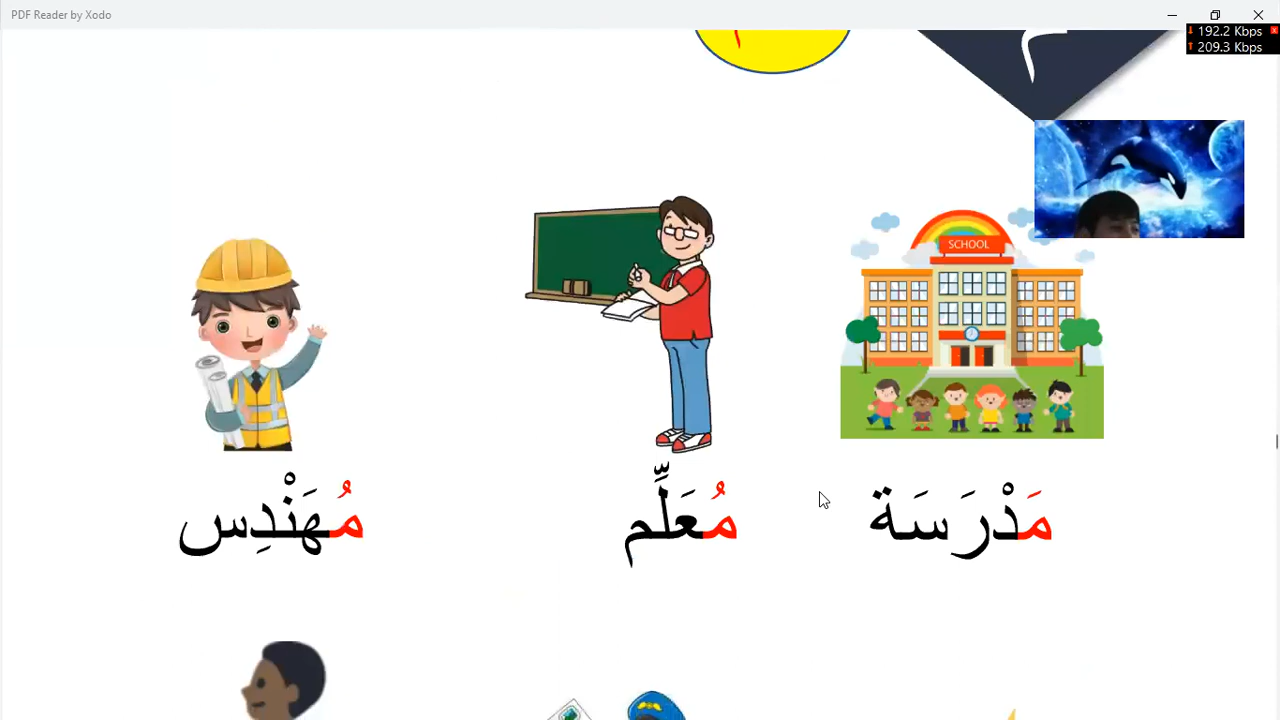 PDF Reader by Xodo
192.2 Kbps
209.3 Kbps
SCHOOL
مَدْرَسَة مُعَلِّم مُهَنْدِس